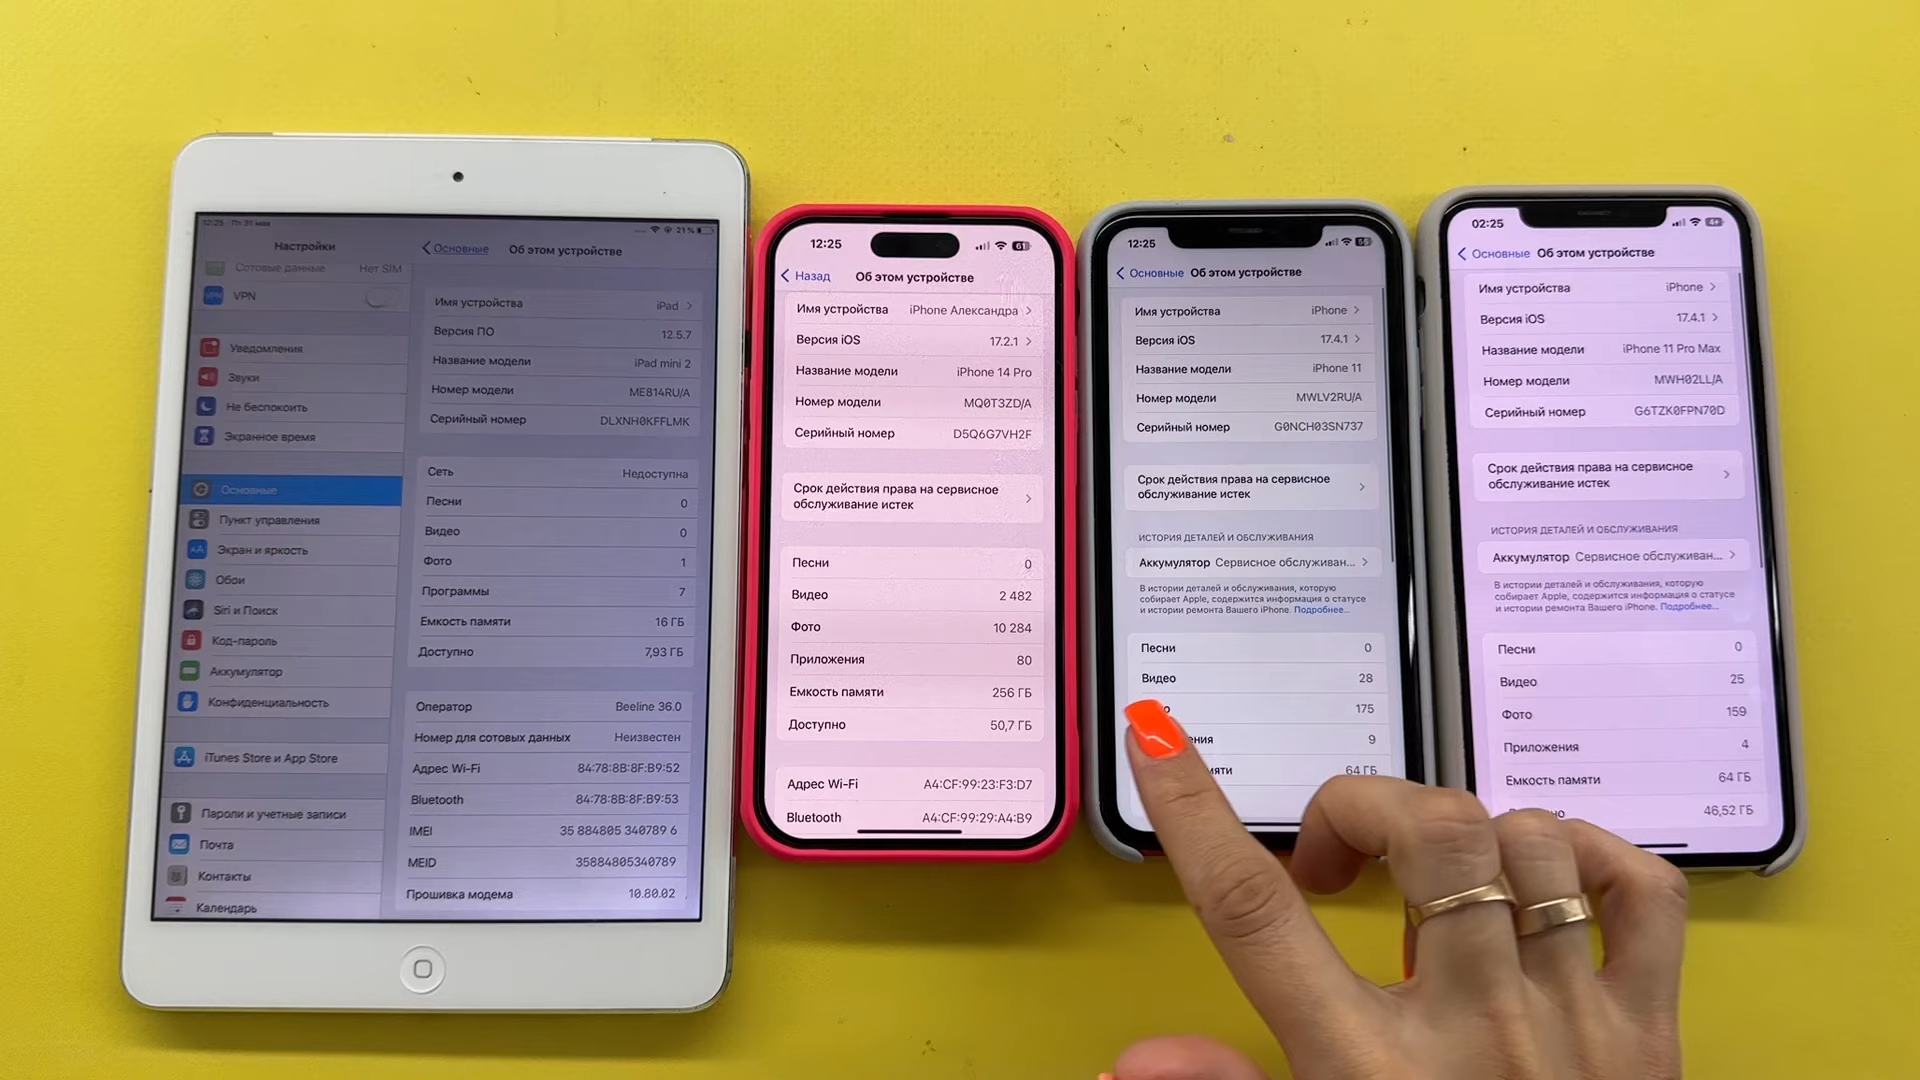 12:25 Пт 31 мая
21 %
Настройки
Сотовые данные Нет SIM
VPN
Уведомления
Звуки
Не беспокоить
Экранное время
Основные
Пункт управления
Экран и яркость
Обои
Siri и Поиск
Код-пароль
Аккумулятор
Конфиденциальность
iTunes Store и App Store
Пароли и учетные записи
Почта
Контакты
Календарь
Основные Об этом устройстве
Имя устройства iPad
Версия ПО 12.5.7
Название модели iPad mini 2
Номер модели ME814RU/A
Серийный номер DLXNH0KFFLMK
Сеть Недоступна
Песни 0
Видео 0
Фото 1
Программы 7
Емкость памяти 16 ГБ
Доступно 7,93 ГБ
Оператор Beeline 36.0
Номер для сотовых данных Неизвестен
Адрес Wi-Fi 84:78:8B:8F:B9:52
Bluetooth 84:78:8B:8F:B9:53
IMEI 35 884805 340789 6
MEID 35884805340789
Прошивка модема 10.80.02
12:25 61
Назад Об этом устройстве
Имя устройства iPhone Александра
Версия iOS 17.2.1
Название модели iPhone 14 Pro
Номер модели MQ0T3ZD/A
Серийный номер D5Q6G7VH2F
Срок действия права на сервисное
обслуживание истек
Песни 0
Видео 2 482
Фото 10 284
Приложения 80
Емкость памяти 256 ГБ
Доступно 50,7 ГБ
Адрес Wi-Fi A4:CF:99:23:F3:D7
Bluetooth A4:CF:99:29:A4:B9
12:25
Основные Об этом устройстве
Имя устройства iPhone
Версия iOS 17.4.1
Название модели iPhone 11
Номер модели MWLV2RU/A
Серийный номер G0NCH03SN737
Срок действия права на сервисное
обслуживание истек
ИСТОРИЯ ДЕТАЛЕЙ И ОБСЛУЖИВАНИЯ
Аккумулятор Сервисное обслуживан...
В истории деталей и обслуживания, которую
собирает Apple, содержится информация о статусе
и истории ремонта Вашего iPhone. Подробнее...
Песни 0
Видео 28
о 175
ения 9
мяти 64 ГБ
02:25
Основные Об этом устройстве
Имя устройства iPhone
Версия iOS 17.4.1
Название модели iPhone 11 Pro Max
Номер модели MWH02LL/A
Серийный номер G6TZK0FPN70D
Срок действия права на сервисное
обслуживание истек
ИСТОРИЯ ДЕТАЛЕЙ И ОБСЛУЖИВАНИЯ
Аккумулятор Сервисное обслуживан...
В истории деталей и обслуживания, которую
собирает Apple, содержится информация о статусе
и истории ремонта Вашего iPhone. Подробнее...
Песни 0
Видео 25
Фото 159
Приложения 4
Емкость памяти 64 ГБ
но 46,52 ГБ